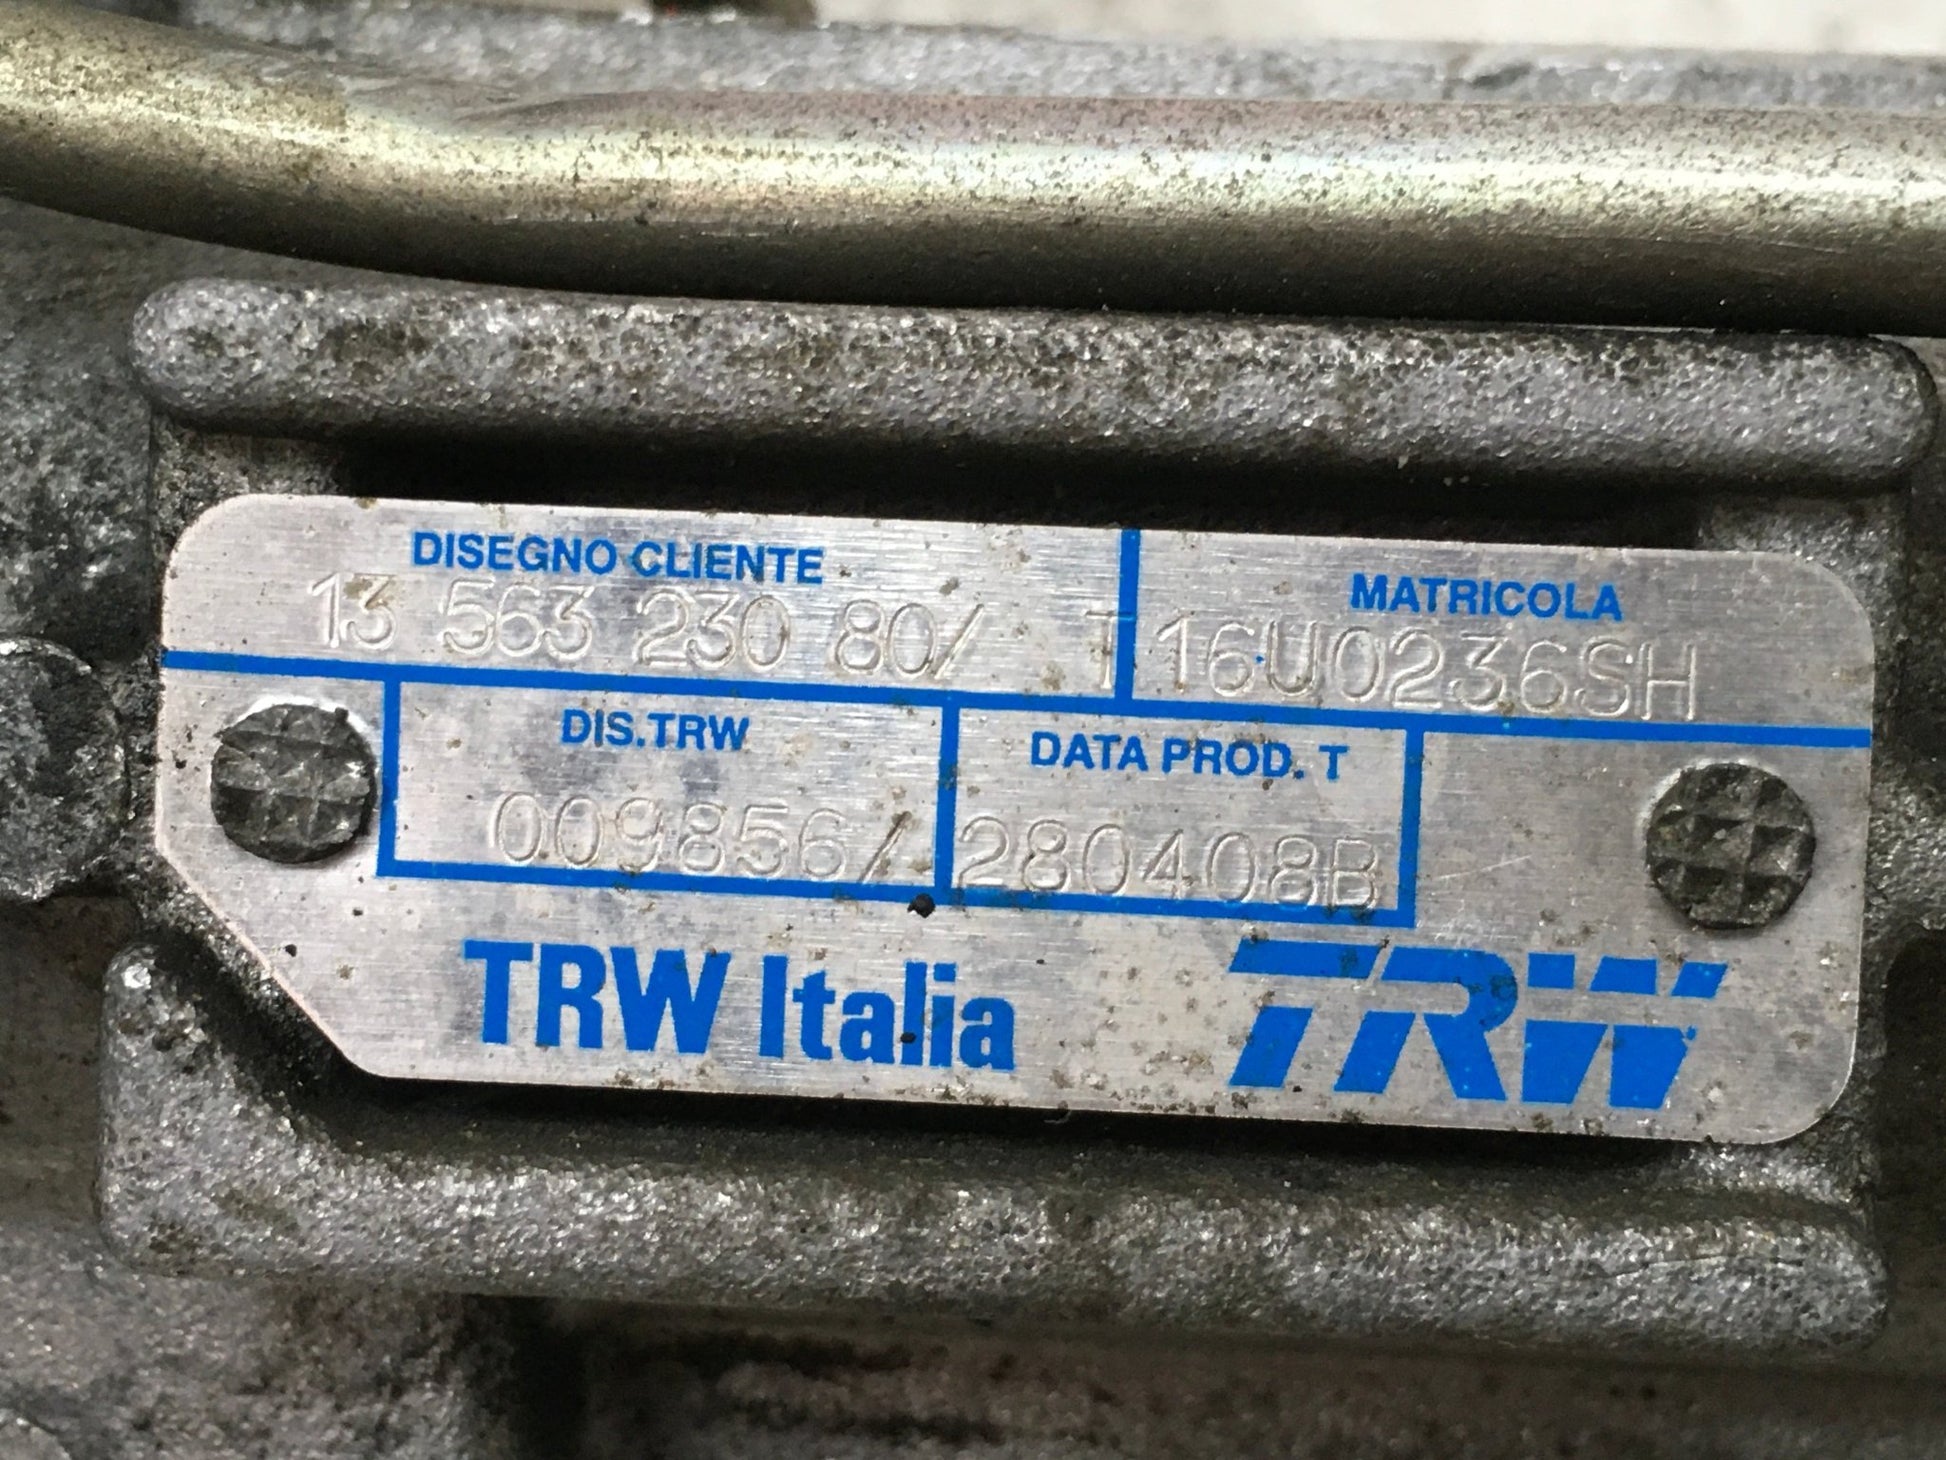 DISEGNO CLIENTE
13 563 230 80/ T
MATRICOLA
16U0236SH
DIS.TRW
009856/
DATA PROD. T
280408B
TRW Italia
TRW